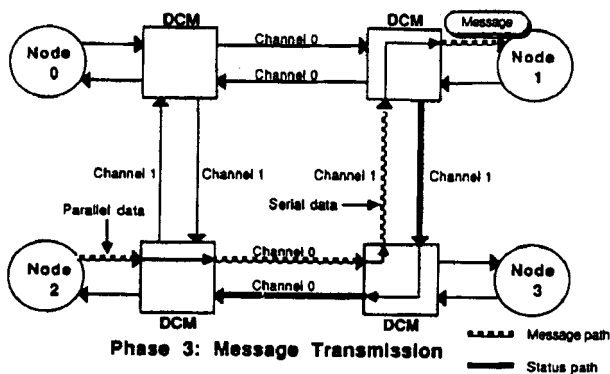 DCM
DCM
Message
Node
0
Channel 0
Channel 0
Node
1
Channel 1
Channel 1
Channel 1
Channel 1
Parallel data
Serial data
Node
2
Channel 0
Channel 0
Node
3
DCM
DCM
Phase 3: Message Transmission
Message path
Status path